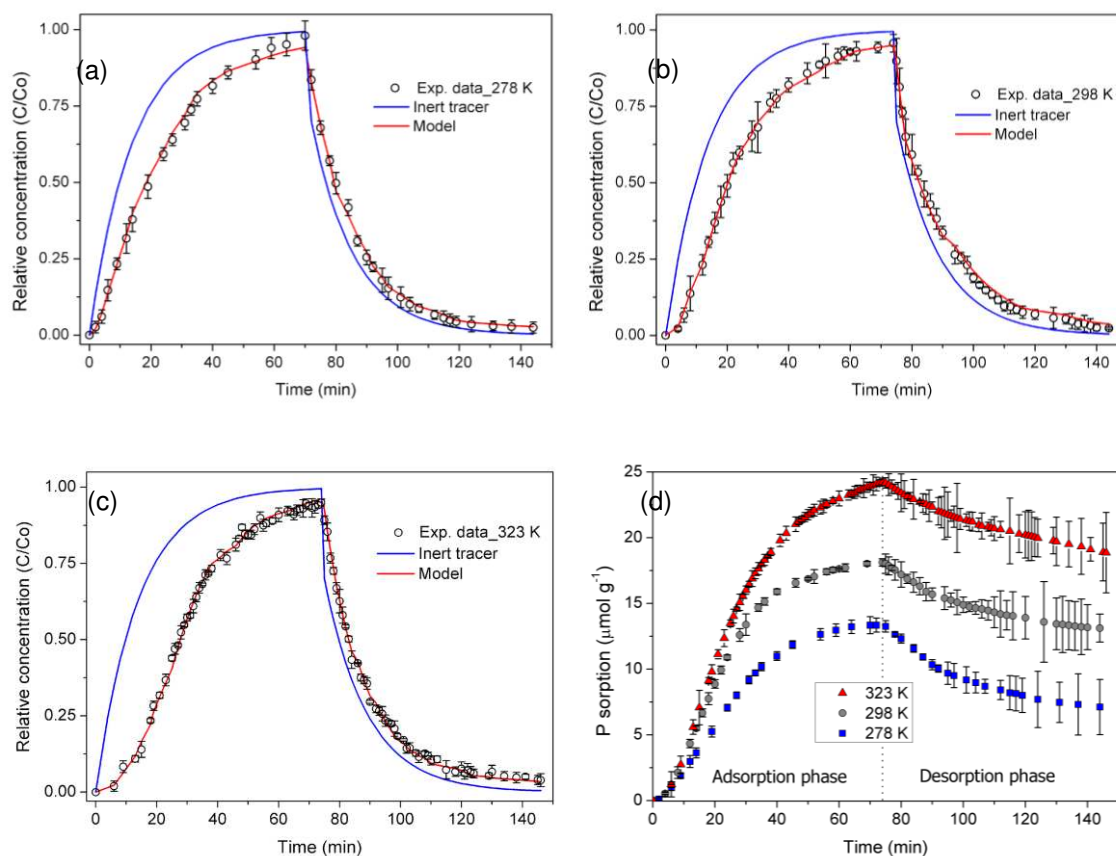 (a)
Relative concentration (C/Co)
1.00
0.75
0.50
0.25
0.00
Exp. data_278 K
Inert tracer
Model
0 20 40 60 80 100 120 140
Time (min)
(b)
Relative concentration (C/Co)
1.00
0.75
0.50
0.25
0.00
Exp. data_298 K
Inert tracer
Model
0 20 40 60 80 100 120 140
Time (min)
(c)
Relative concentration (C/Co)
1.00
0.75
0.50
0.25
0.00
Exp. data_323 K
Inert tracer
Model
0 20 40 60 80 100 120 140
Time (min)
(d)
P sorption (μmol g⁻¹)
25
20
15
10
5
0
323 K
298 K
278 K
Adsorption phase
Desorption phase
0 20 40 60 80 100 120 140
Time (min)